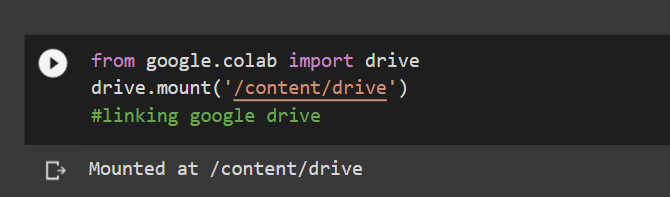 from google.colab import drive
drive.mount('/content/drive')
#linking google drive
Mounted at /content/drive